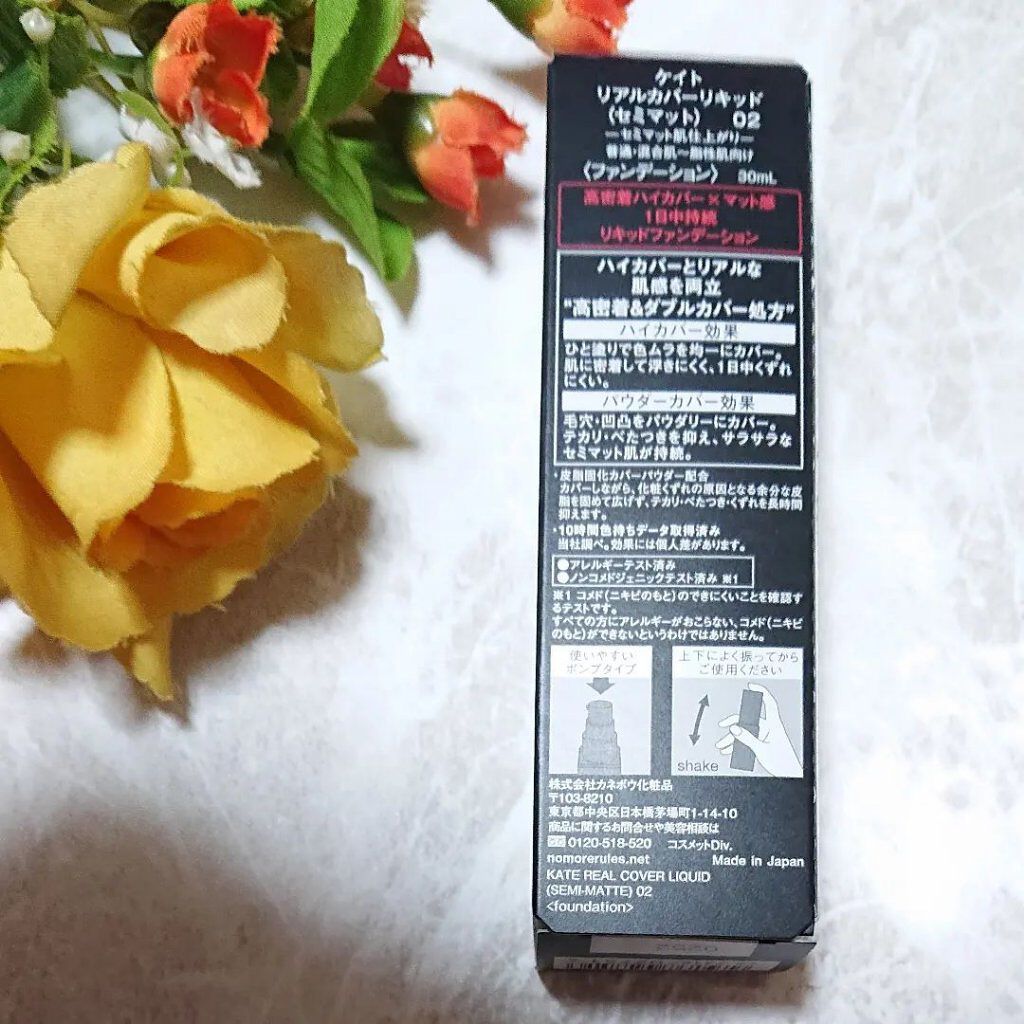 ケイト
リアルカバーリキッド
(セミマット) 02
―セミマット肌仕上がり―
普通・混合肌〜脂性肌向け
〈ファンデーション〉 30mL
高密着ハイカバー×マット感
1日中持続
リキッドファンデーション
ハイカバーとリアルな
肌感を両立
"高密着&ダブルカバー処方"
ハイカバー効果
ひと塗りで色ムラを均一にカバー。
肌に密着して浮きにくく、1日中くずれ
にくい。
パウダーカバー効果
毛穴・凹凸をパウダリーにカバー。
テカリ・べたつきを抑え、サラサラな
セミマット肌が持続。
・皮脂固化カバーパウダー配合
カバーしながら、化粧くずれの原因となる余分な皮
脂を固めて広げず、テカリ・べたつき・くずれを長時間
抑えます。
・10時間色持ちデータ取得済み
当社調べ。効果には個人差があります。
●アレルギーテスト済み
●ノンコメドジェニックテスト済み ※1
※1 コメド(ニキビのもと)のできにくいことを確認す
るテストです。
すべての方にアレルギーがおこらない、コメド(ニキビ
のもと)ができないというわけではありません。
使いやすい
ポンプタイプ
上下によく振ってから
ご使用ください
shake
株式会社カネボウ化粧品
〒103-8210
東京都中央区日本橋茅場町1-14-10
商品に関するお問合せや美容相談は
0120-518-520 コスメットDiv.
nomorerules.net Made in Japan
KATE REAL COVER LIQUID
(SEMI-MATTE) 02
<foundation>